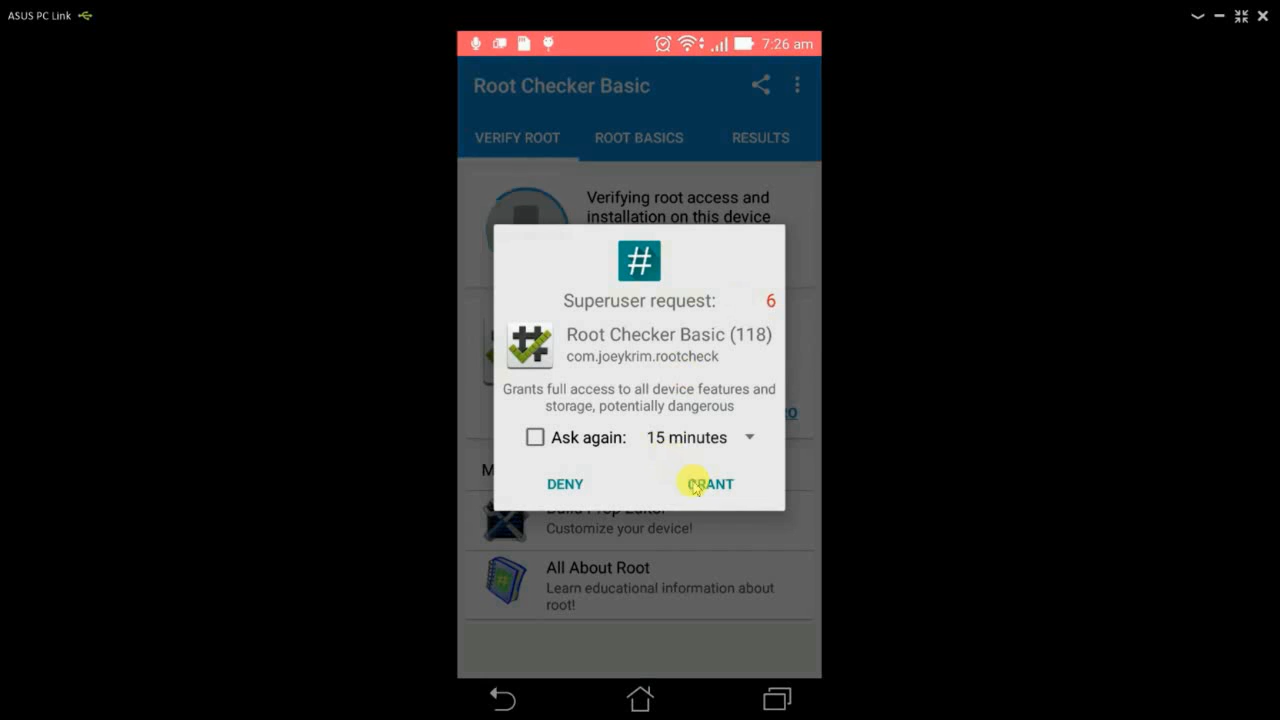 ASUS PC Link
7:26 am
Root Checker Basic
VERIFY ROOT
ROOT BASICS
RESULTS
Verifying root access and
installation on this device
#
Superuser request:
6
Root Checker Basic (118)
com.joeykrim.rootcheck
Grants full access to all device features and
storage, potentially dangerous
Ask again:
15 minutes
DENY
GRANT
Customize your device!
All About Root
Learn educational information about
root!